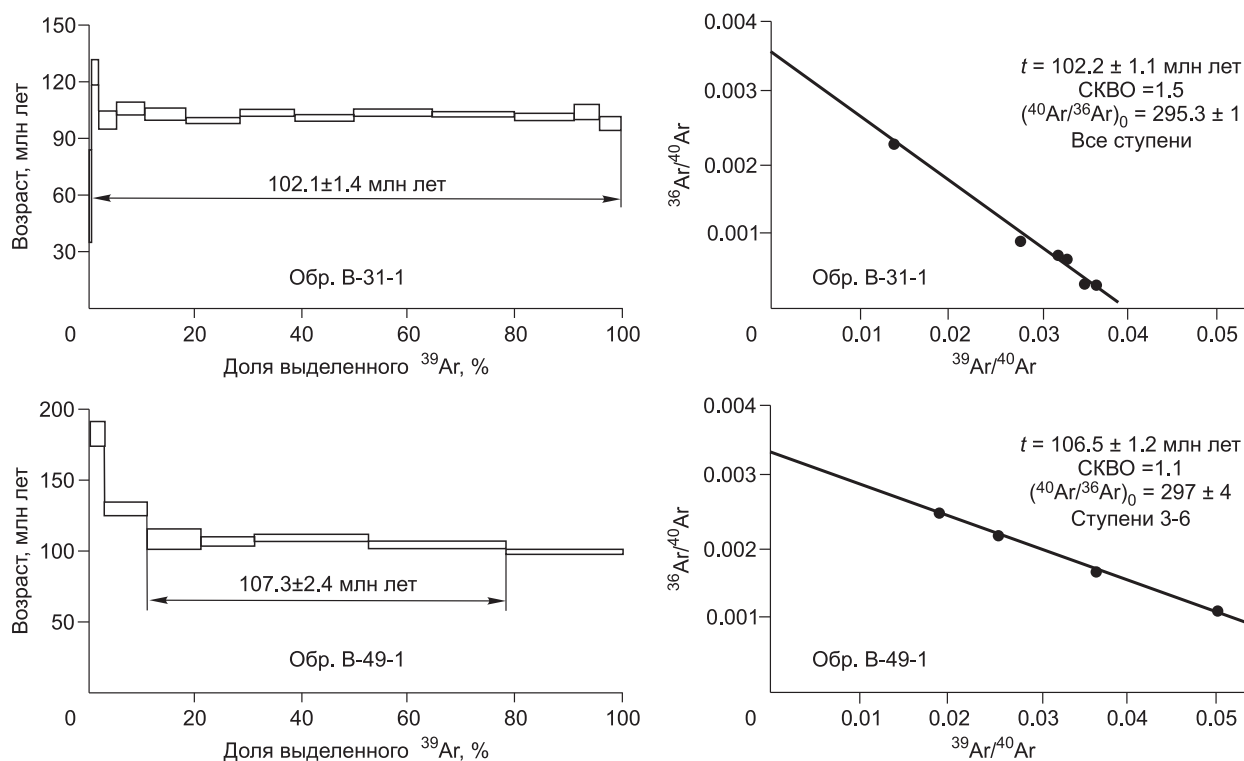 Возраст, млн лет
150
120
90
60
30
102.1±1.4 млн лет
Обр. В-31-1
0 20 40 60 80 100
Доля выделенного ³⁹Ar, %
³⁶Ar/⁴⁰Ar
0.004
0.003
0.002
0.001
t = 102.2 ± 1.1 млн лет
СКВО =1.5
(⁴⁰Ar/³⁶Ar)₀ = 295.3 ± 1
Все ступени
Обр. В-31-1
0 0.01 0.02 0.03 0.04 0.05
³⁹Ar/⁴⁰Ar
Возраст, млн лет
200
150
100
50
107.3±2.4 млн лет
Обр. В-49-1
0 20 40 60 80 100
Доля выделенного ³⁹Ar, %
³⁶Ar/⁴⁰Ar
0.004
0.003
0.002
0.001
t = 106.5 ± 1.2 млн лет
СКВО =1.1
(⁴⁰Ar/³⁶Ar)₀ = 297 ± 4
Ступени 3-6
Обр. В-49-1
0 0.01 0.02 0.03 0.04 0.05
³⁹Ar/⁴⁰Ar